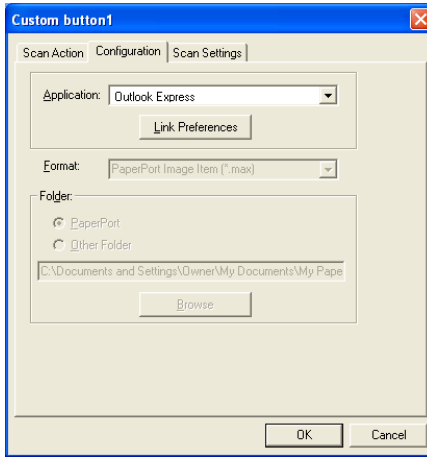 Custom button1
Scan Action Configuration Scan Settings
Application: Outlook Express
Link Preferences
Format: PaperPort Image Item (*.max)
Folder:
PaperPort
Other Folder
C:\Documents and Settings\Owner\My Documents\My Pape
Browse
OK Cancel